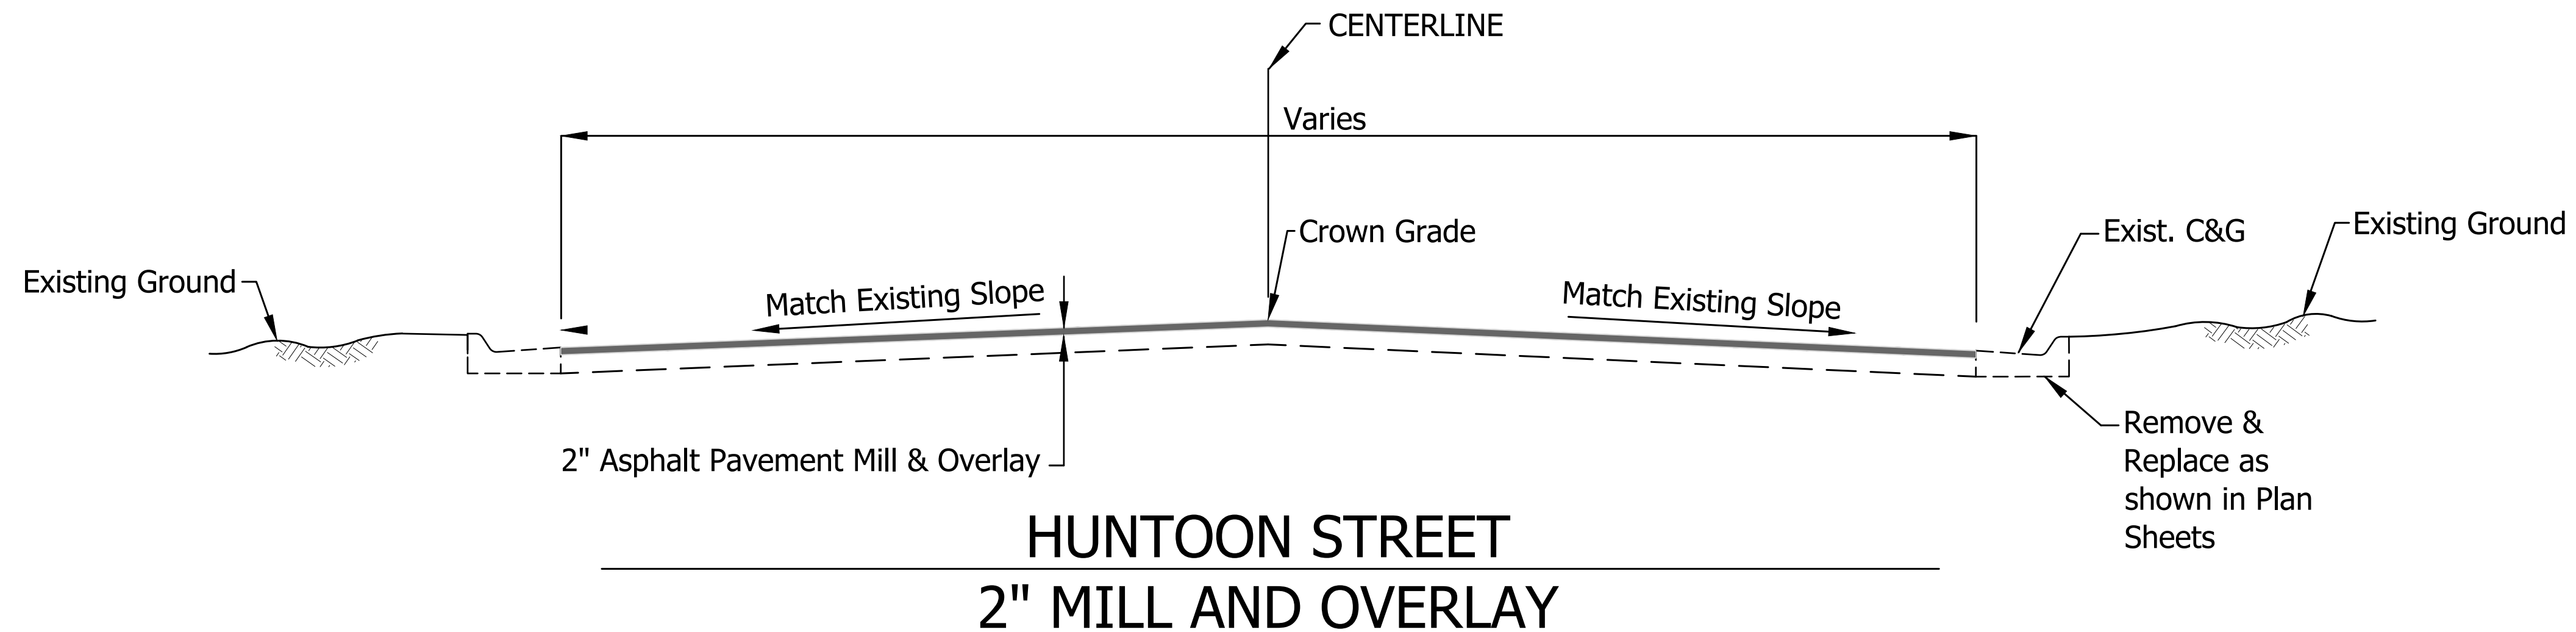 CENTERLINE
Varies
Crown Grade
Exist. C&G
Existing Ground
Existing Ground
Match Existing Slope
Match Existing Slope
2" Asphalt Pavement Mill & Overlay
Remove &
Replace as
shown in Plan
Sheets
HUNTOON STREET
2" MILL AND OVERLAY